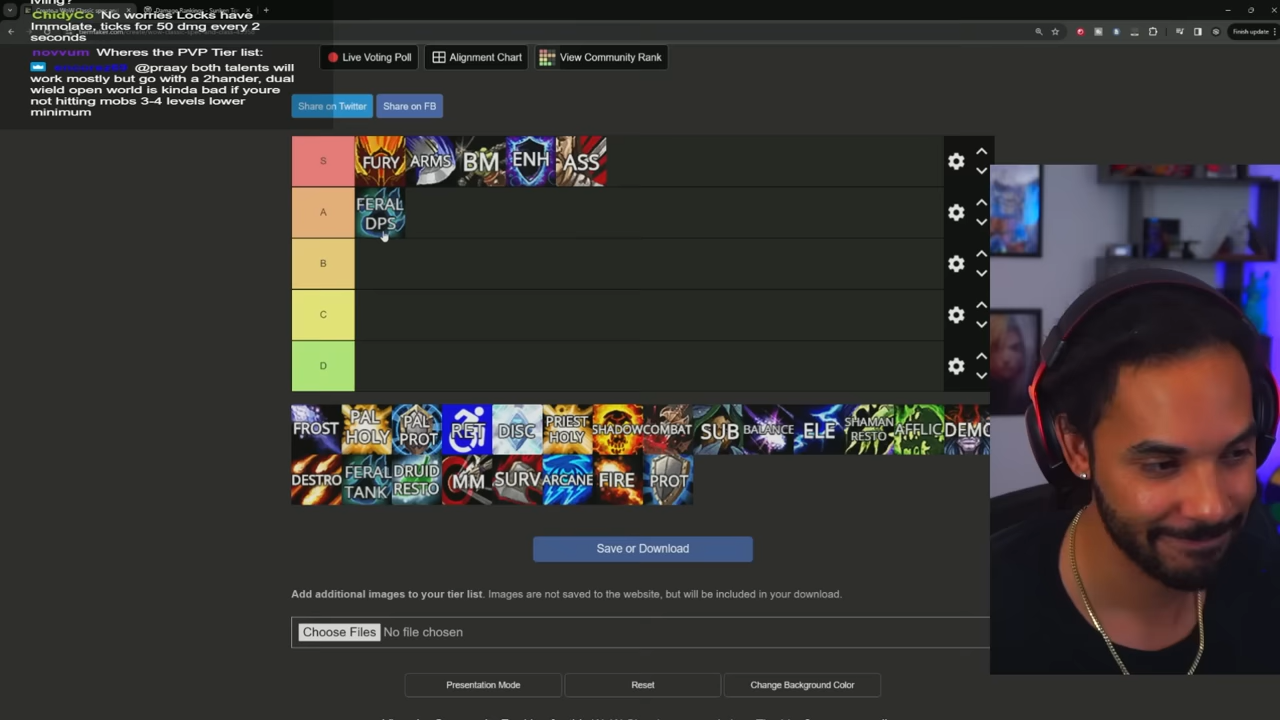 ChidyCo No worries Locks have
Immolate, ticks for 50 dmg every 2
seconds
novvum Wheres the PVP Tier list:
@praay both talents will
work mostly but go with a 2hander, dual
wield open world is kinda bad if youre
not hitting mobs 3-4 levels lower
minimum
Finish update
Live Voting Poll
Alignment Chart
View Community Rank
Share on Twitter
Share on FB
S
FURY
ARMS
BM
ENH
ASS
A
FERAL
DPS
B
C
D
FROST
PAL
HOLY
PAL
PROT
RET
DISC
PRIEST
HOLY
SHADOW
COMBAT
SUB
BALANCE
ELE
SHAMAN
RESTO
AFFLIC
DEMO
DESTRO
FERAL
TANK
DRUID
RESTO
MM
SURV
ARCANE
FIRE
PROT
Save or Download
Add additional images to your tier list. Images are not saved to the website, but will be included in your download.
Choose Files No file chosen
Presentation Mode
Reset
Change Background Color